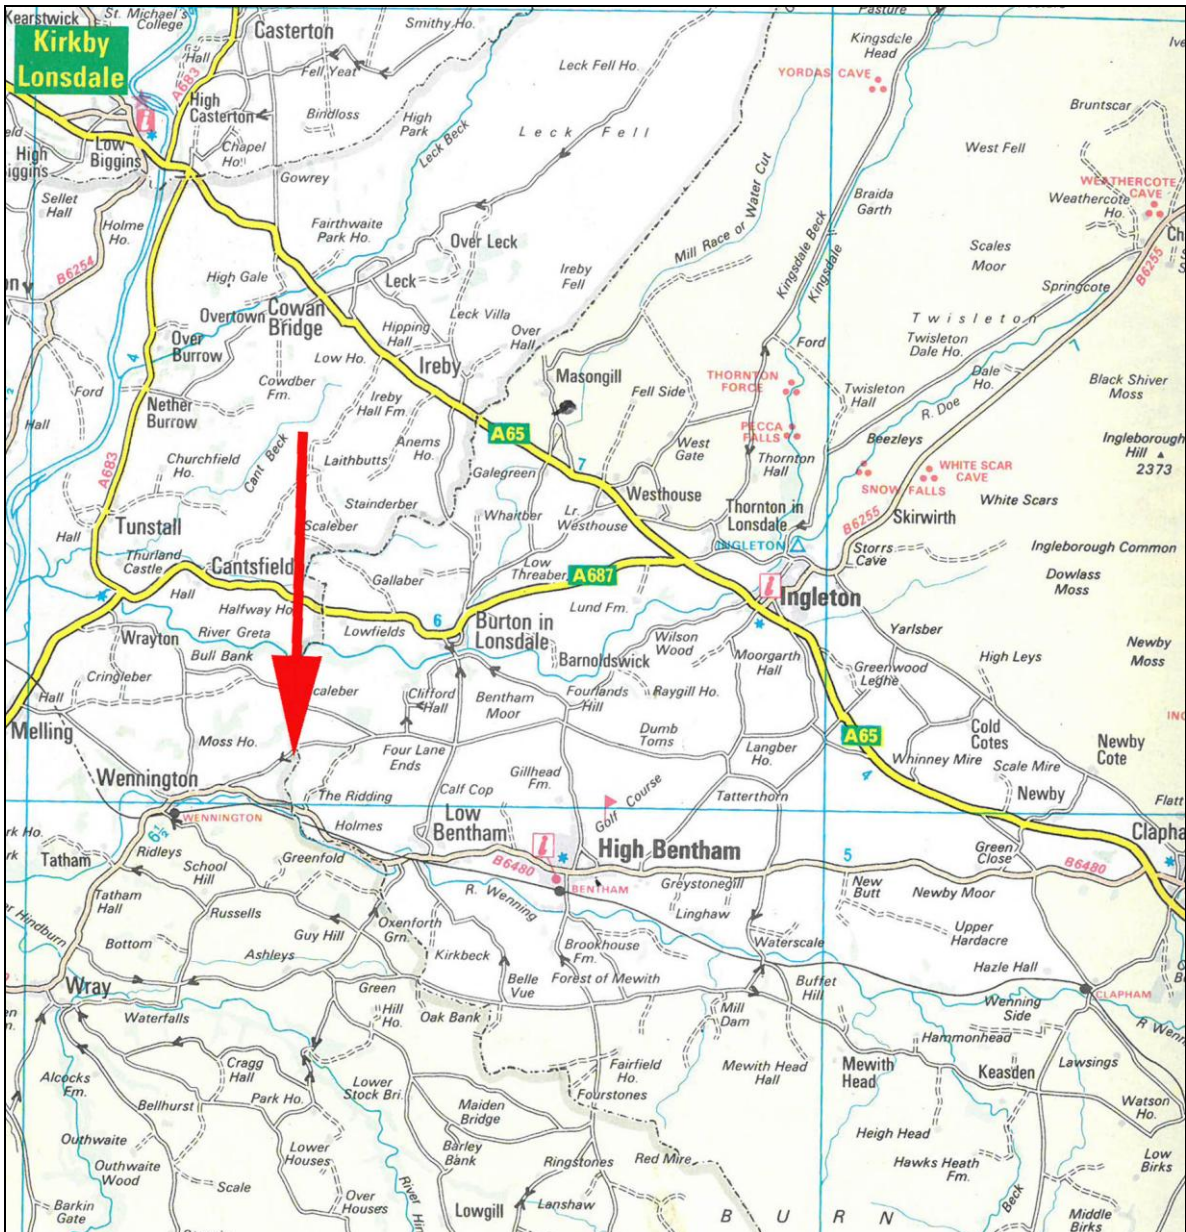 Kearstwick
St. Michael's
College
Kirkby
Lonsdale
Casterton
Smithy Ho.
Hall
A683
Fell Yeat
High
Casterton
Bindloss
High
Park
Leck Beck
Leck Fell Ho.
Leck Fell
Kingsdale
Head
Pasture
YORDAS CAVE
Bruntscar
West Fell
WEATHERCOTE
CAVE
Weathercote
Ho.
Low
Biggins
High
Chapel
Ho.
Gowrey
Sellet
Hall
Holme
Ho.
B6254
Fairthwaite
Park Ho.
Over Leck
Leck
High Gale
Overtown
Cowan
Bridge
Leck Villa
Ireby
Fell
Mill Race or Water Cut
Kingsdale Beck
Kingsdale
Braida
Garth
Scales
Moor
Springcote
B6255
Twisleton
Twisleton
Dale Ho.
Dale
Ho.
7
Over
Burrow
4
Low Ho.
Hipping
Hall
Over
Hall
Ireby
Masongill
Fell Side
Ford
THORNTON
FORCE
Twisleton
Hall
R. Doe
Black Shiver
Moss
Ford
Hall
Nether
Burrow
Cowdber
Fm.
Ireby
Hall Fm.
Anems
Ho.
A65
PECCA
FALLS
West
Gate
Thornton
Hall
Beezleys
Ingleborough
Hill
2373
A683
Churchfield
Ho.
Cant Beck
Laithbutts
Galegreen
7
SNOW FALLS
WHITE SCAR
CAVE
White Scars
Stainderber
Whaitber
Lr.
Westhouse
Westhouse
Thornton in
Lonsdale
B6255
Skirwirth
Tunstall
Hall
Scaleber
INGLETON
Storrs
Cave
Ingleborough Common
Thurland
Castle
Cantsfield
Gallaber
Low
Threaber
A687
Dowlass
Moss
Hall
Halfway Ho.
Lowfields
6
Burton in
Lonsdale
Lund Fm.
Ingleton
Wrayton
River Greta
Bull Bank
Barnoldswick
Wilson
Wood
Moorgarth
Hall
Yarlsber
High Leys
Newby
Moss
Cringleber
Hall
Melling
Clifford
Hall
Bentham
Moor
Fourlands
Hill
Raygill Ho.
Greenwood
Leghe
Moss Ho.
Four Lane
Ends
Dumb
Toms
Langber
Ho.
A65
Cold
Cotes
Newby
Cote
Wennington
Gillhead
Fm.
4
Whinney Mire
Scale Mire
The Ridding
Calf Cop
Golf Course
Tatterthorn
Newby
Flatt
WENNINGTON
Holmes
Low
Bentham
High Bentham
Green
Close
Clapha
6½
Tatham
Ridleys
School
Hill
Greenfold
B6480
BENTHAM
5
B6480
R. Wenning
Greystonegill
Linghaw
New
Butt
Newby Moor
Tatham
Hall
Russells
Guy Hill
Oxenforth
Grn.
Upper
Hardacre
Bottom
Ashleys
Kirkbeck
Brookhouse
Fm.
Waterscale
Hazle Hall
Wray
Green
Belle
Vue
Forest of Mewith
Buffet
Hill
CLAPHAM
Waterfalls
Hill
Ho.
Oak Bank
Mill
Dam
Wenning
Side
Hammonhead
Cragg
Hall
Fairfield
Ho.
Mewith Head
Hall
Mewith
Head
Keasden
Lawsings
Alcocks
Fm.
Bellhurst
Park Ho.
Lower
Stock Bri.
Fourstones
Maiden
Bridge
Watson
Ho.
Outhwaite
Lower
Houses
Barley
Bank
Heigh Head
Outhwaite
Wood
Scale
Ringstones
Red Mire
Hawks Heath
Fm.
Low
Birks
Over
Houses
Barkin
Gate
Lowgill
Lanshaw
Beck
Middle
Birks
BURN